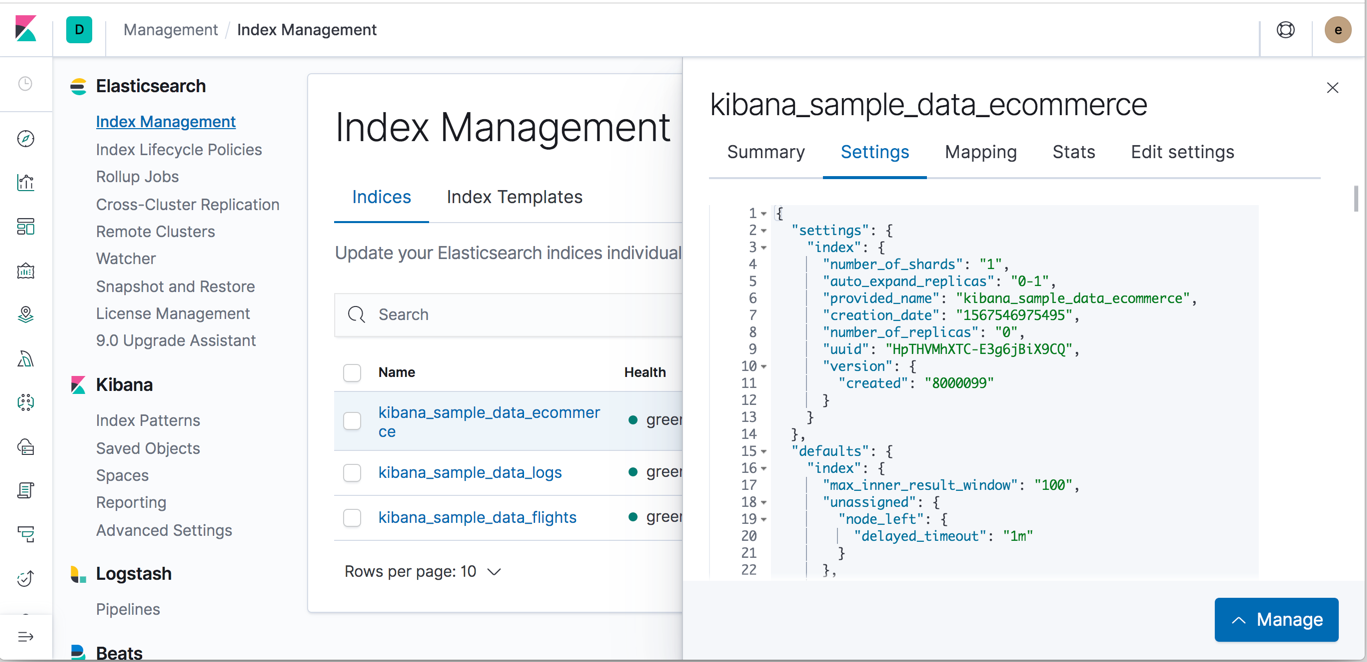 D Management / Index Management e
Elasticsearch
Index Management
Index Lifecycle Policies
Rollup Jobs
Cross-Cluster Replication
Remote Clusters
Watcher
Snapshot and Restore
License Management
9.0 Upgrade Assistant
Kibana
Index Patterns
Saved Objects
Spaces
Reporting
Advanced Settings
Logstash
Pipelines
Beats
Index Management
Indices Index Templates
Update your Elasticsearch indices individual
Search
Name Health
kibana_sample_data_ecommer
ce green
kibana_sample_data_logs green
kibana_sample_data_flights green
Rows per page: 10
kibana_sample_data_ecommerce
Summary Settings Mapping Stats Edit settings
1 {
2 "settings": {
3 "index": {
4 "number_of_shards": "1",
5 "auto_expand_replicas": "0-1",
6 "provided_name": "kibana_sample_data_ecommerce",
7 "creation_date": "1567546975495",
8 "number_of_replicas": "0",
9 "uuid": "HpTHVMhXTC-E3g6jBiX9CQ",
10 "version": {
11 "created": "8000099"
12 }
13 }
14 },
15 "defaults": {
16 "index": {
17 "max_inner_result_window": "100",
18 "unassigned": {
19 "node_left": {
20 "delayed_timeout": "1m"
21 }
22 },
Manage